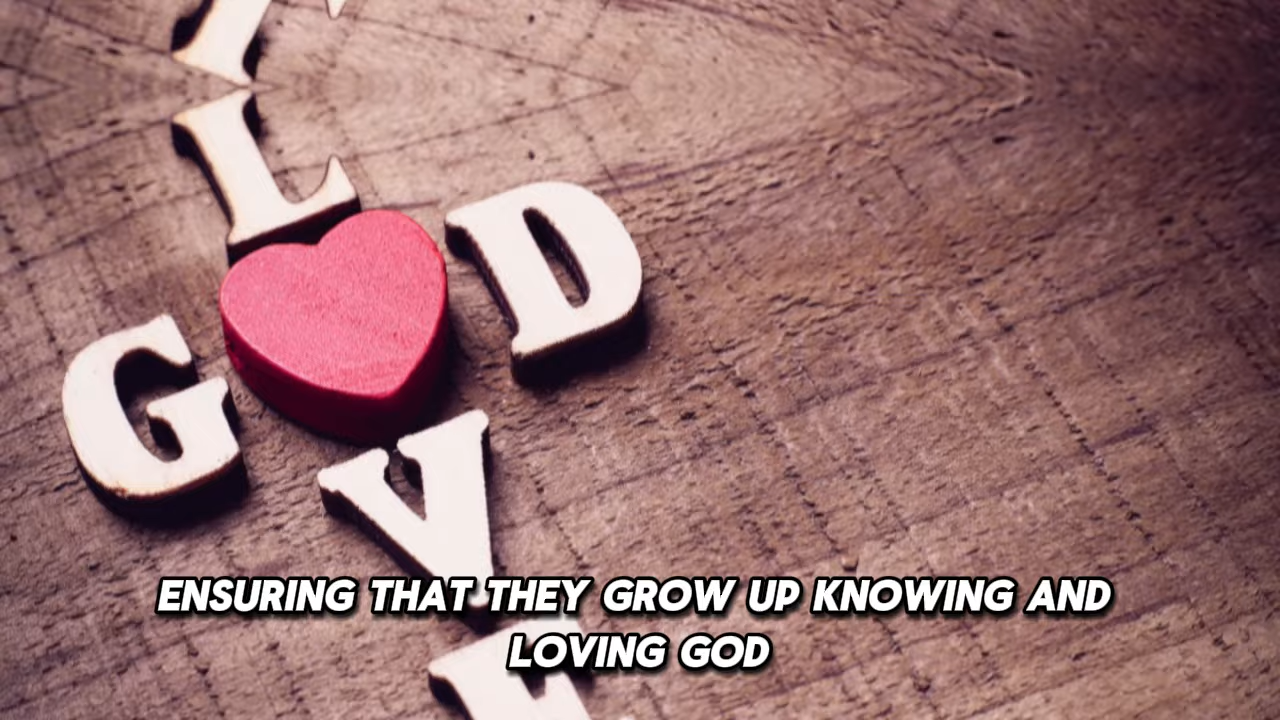 L
G D
V
E
ENSURING THAT THEY GROW UP KNOWING AND
LOVING GOD